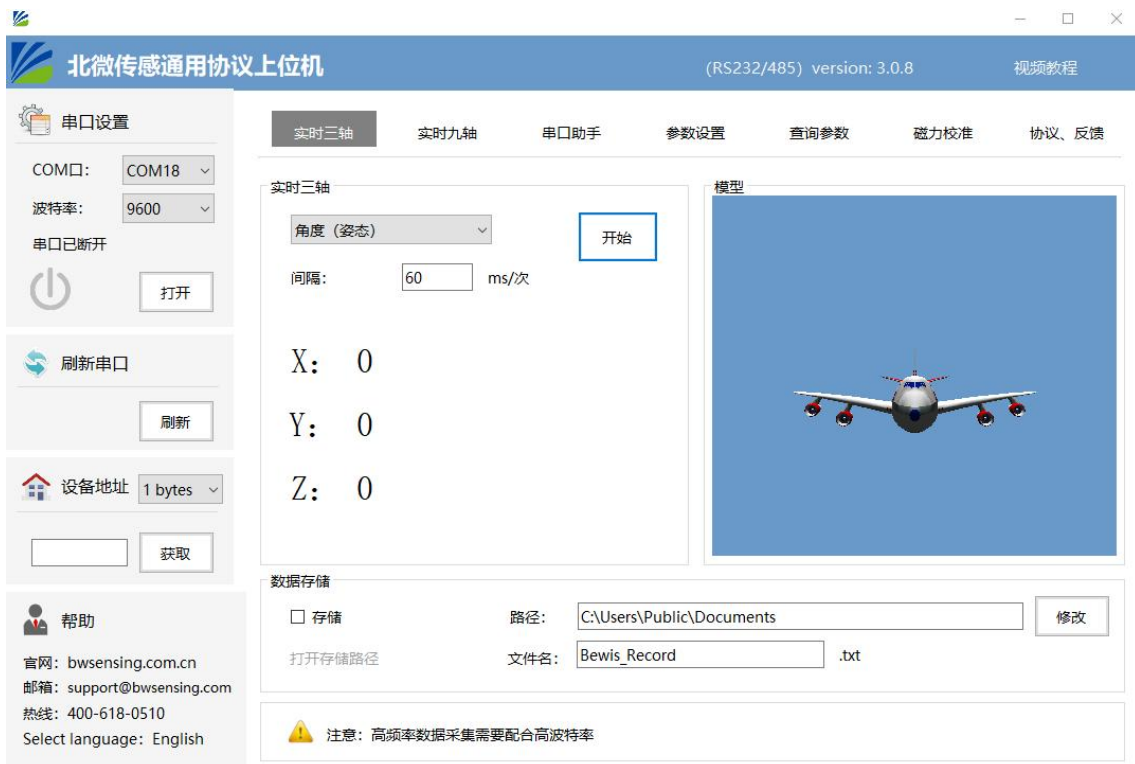 北微传感通用协议上位机
(RS232/485) version: 3.0.8
视频教程
串口设置
COM口:
COM18
波特率:
9600
串口已断开
打开
刷新串口
刷新
设备地址
1 bytes
获取
帮助
官网：bwsensing.com.cn
邮箱：support@bwsensing.com
热线：400-618-0510
Select language：English
实时三轴
实时九轴
串口助手
参数设置
查询参数
磁力校准
协议、反馈
实时三轴
角度（姿态）
开始
间隔:
60
ms/次
X： 0
Y： 0
Z： 0
模型
数据存储
存储
路径：
C:\Users\Public\Documents
修改
打开存储路径
文件名：
Bewis_Record
.txt
注意：高频率数据采集需要配合高波特率